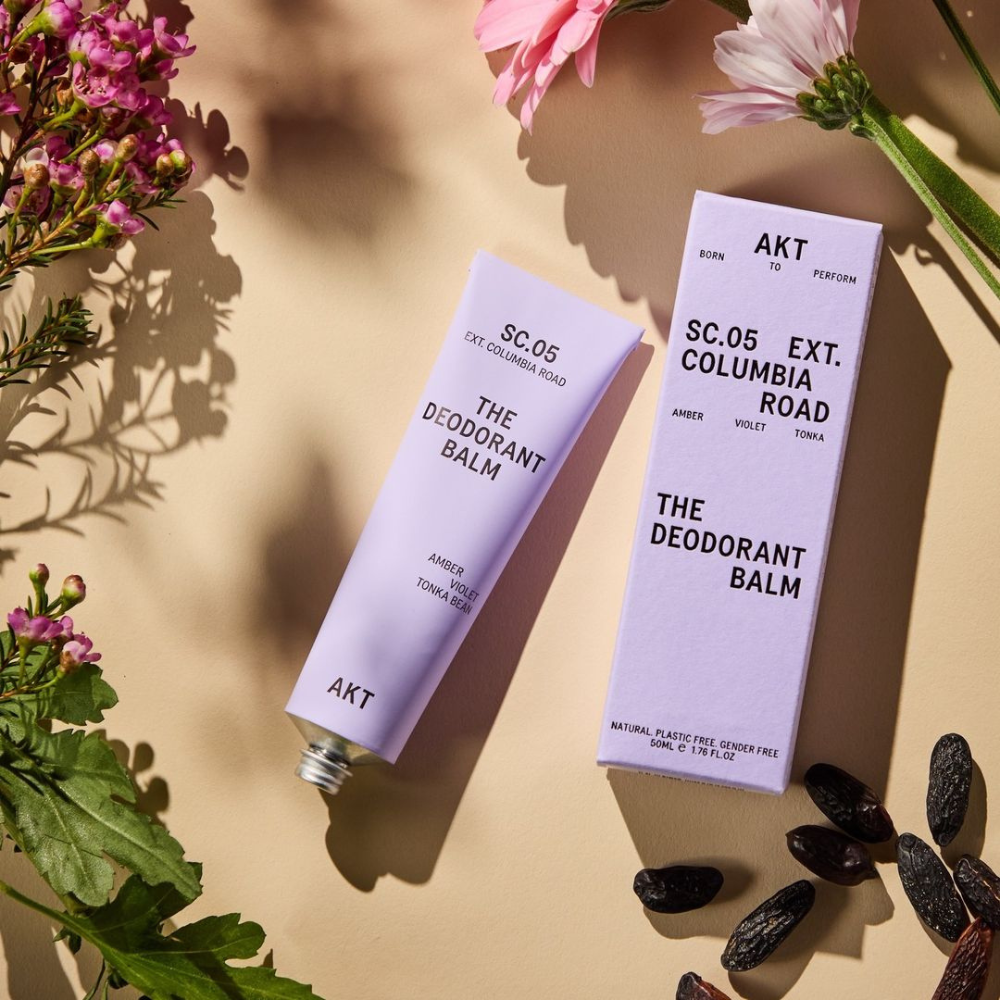 SC.05
EXT. COLUMBIA ROAD
THE
DEODORANT
BALM
AMBER
VIOLET
TONKA BEAN
AKT
AKT
BORN TO PERFORM
SC.05 EXT.
COLUMBIA
ROAD
AMBER VIOLET TONKA
THE
DEODORANT
BALM
NATURAL. PLASTIC FREE. GENDER FREE
50ML e 1.76 FL.OZ